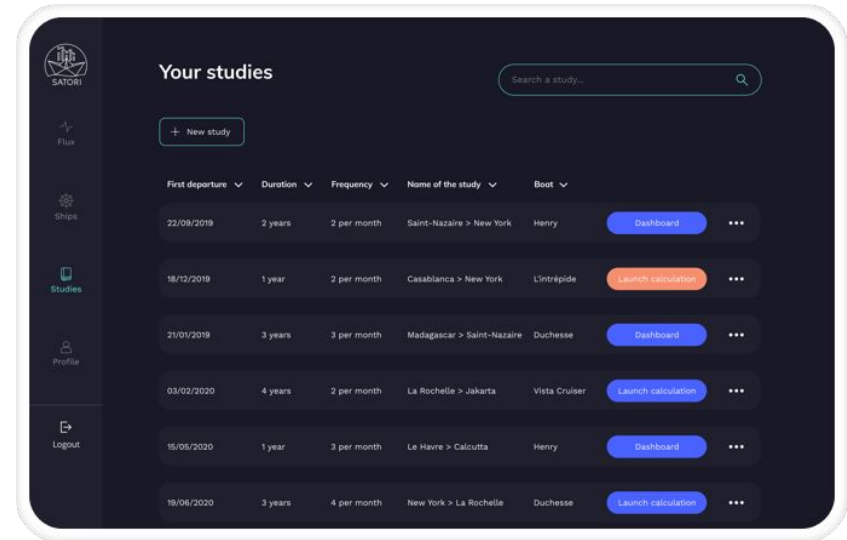 SATORI
Flux
Ships
Studies
Profile
Logout
Your studies
Search a study...
+ New study
First departure Duration Frequency Name of the study Boat
22/09/2019 2 years 2 per month Saint-Nazaire > New York Henry Dashboard
18/12/2019 1 year 2 per month Casablanca > New York L'intrépide Launch calculation
21/01/2019 3 years 3 per month Madagascar > Saint-Nazaire Duchesse Dashboard
03/02/2020 4 years 2 per month La Rochelle > Jakarta Vista Cruiser Launch calculation
15/05/2020 1 year 3 per month Le Havre > Calcutta Henry Dashboard
19/06/2020 3 years 4 per month New York > La Rochelle Duchesse Launch calculation